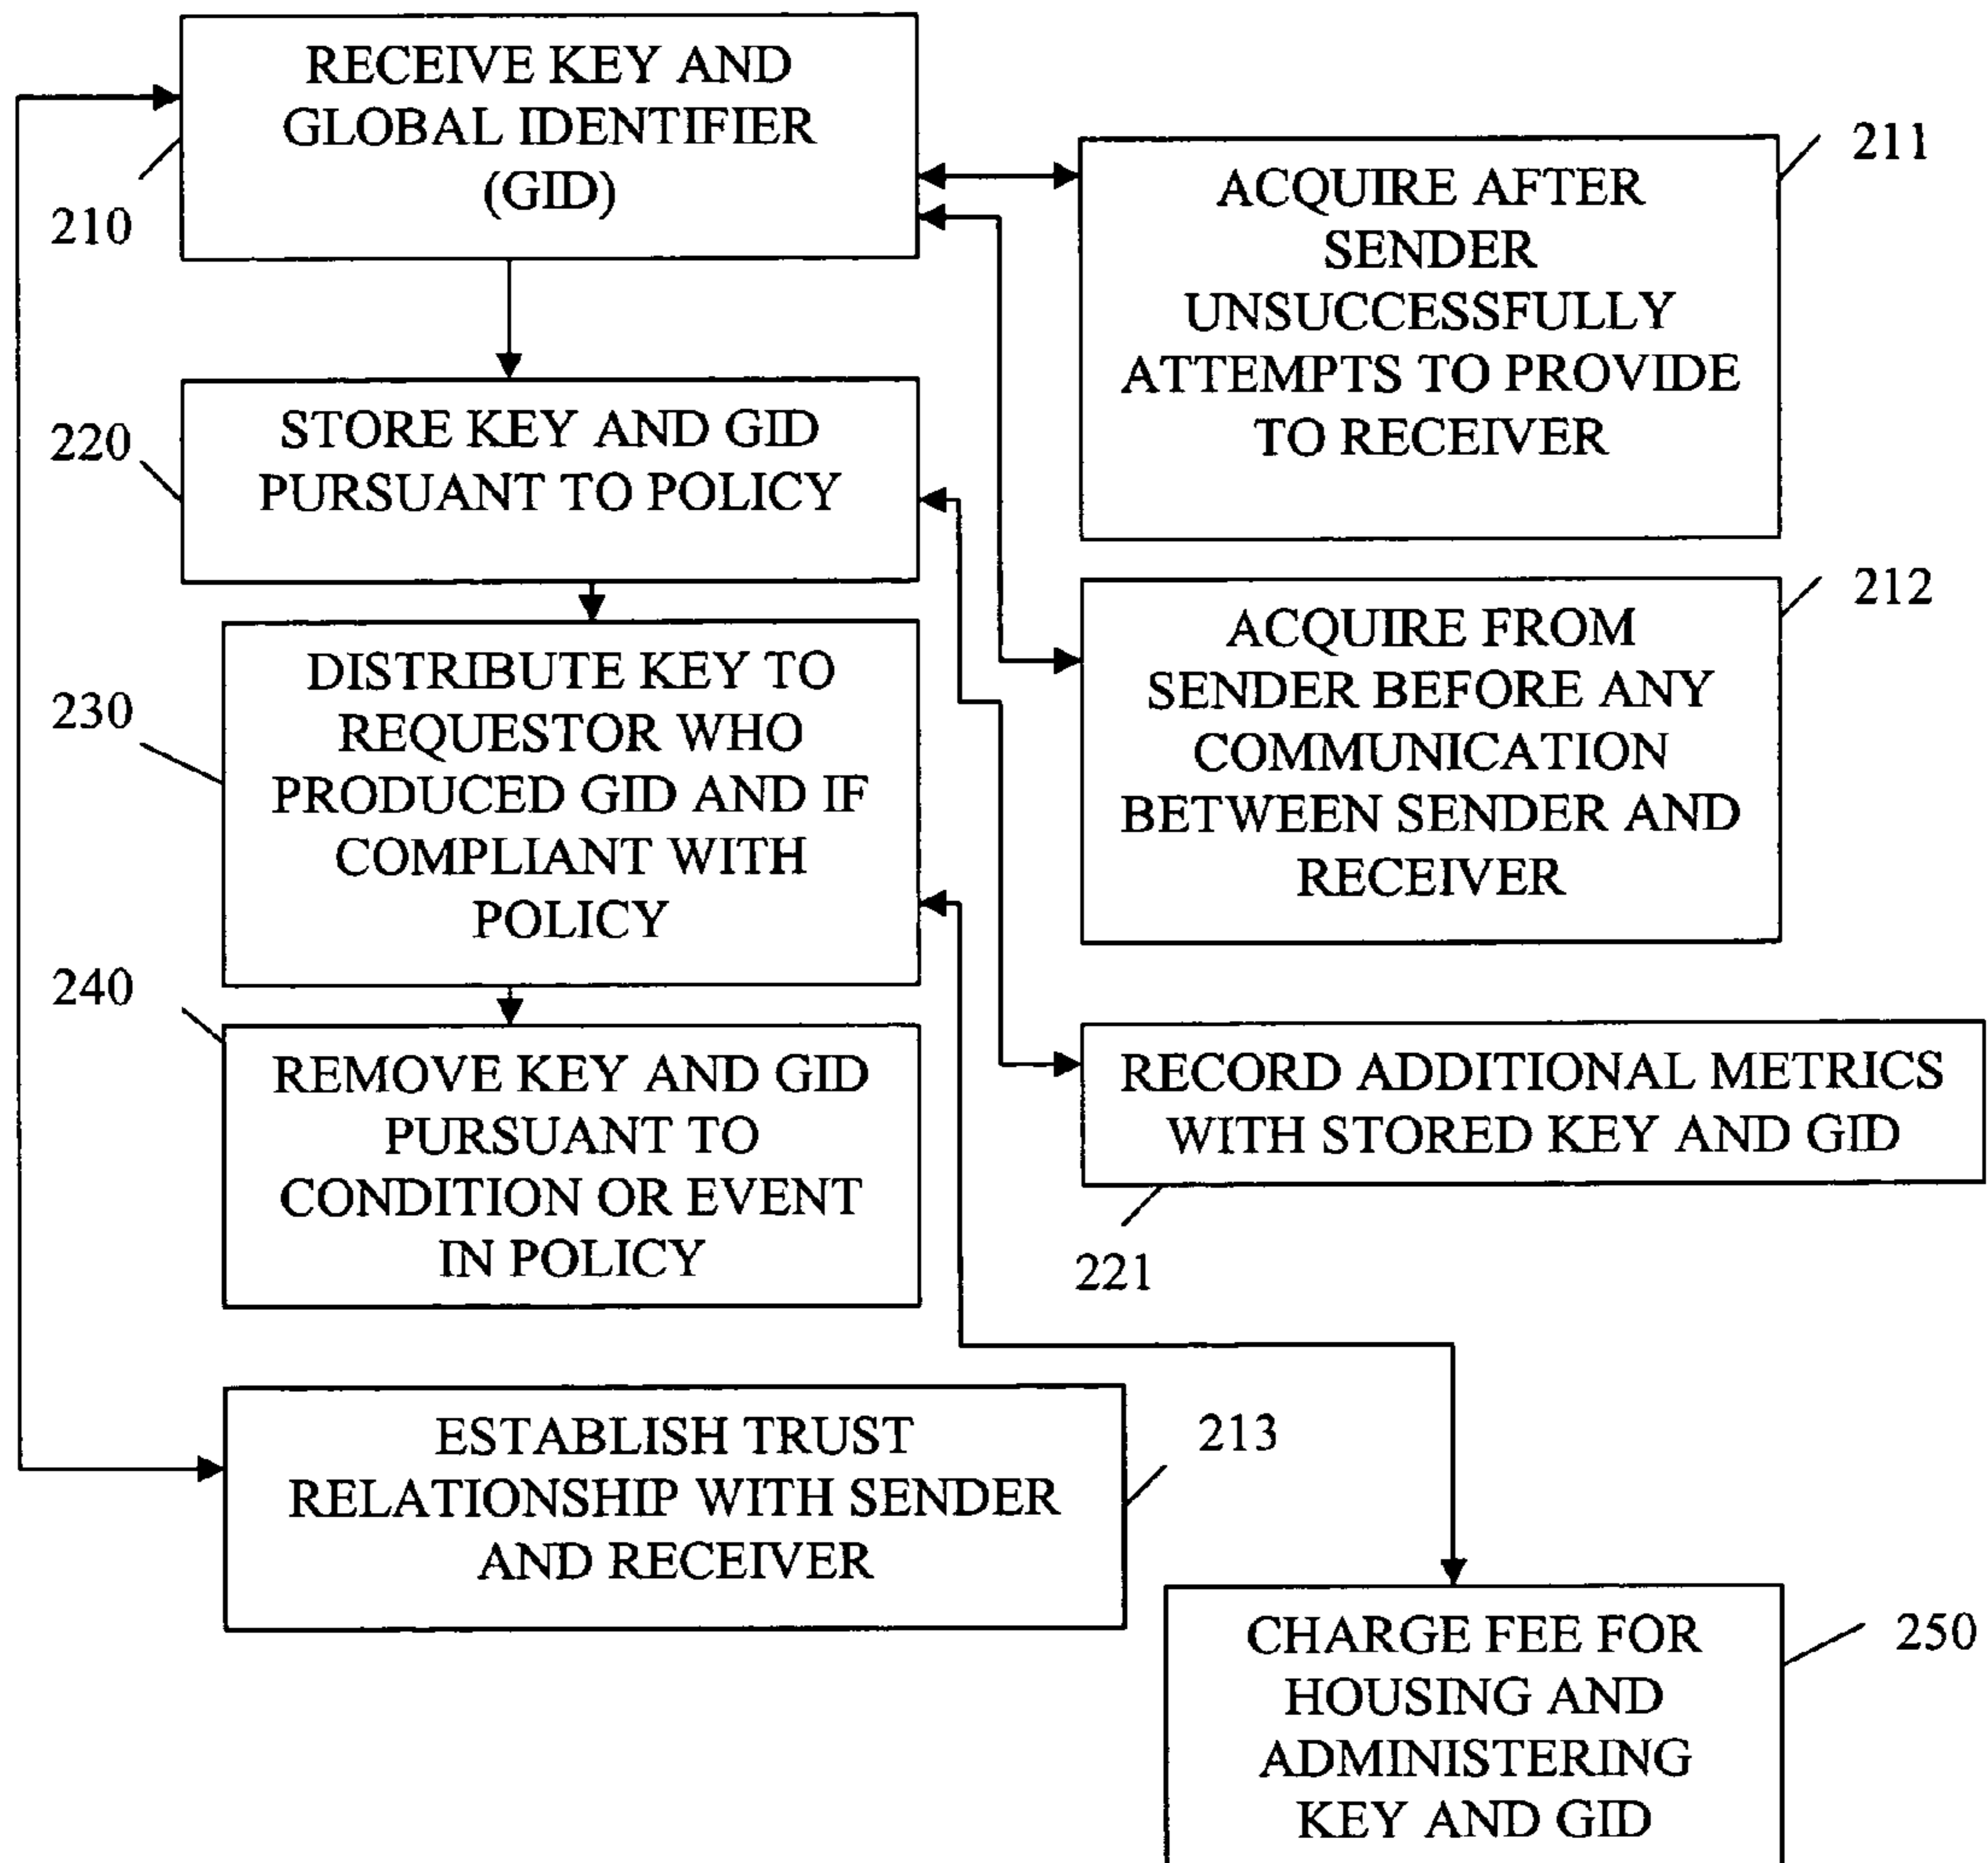 RECEIVE KEY AND
GLOBAL IDENTIFIER
(GID)
210
ACQUIRE AFTER
SENDER
UNSUCCESSFULLY
ATTEMPTS TO PROVIDE
TO RECEIVER
211
STORE KEY AND GID
PURSUANT TO POLICY
220
ACQUIRE FROM
SENDER BEFORE ANY
COMMUNICATION
BETWEEN SENDER AND
RECEIVER
212
DISTRIBUTE KEY TO
REQUESTOR WHO
PRODUCED GID AND IF
COMPLIANT WITH
POLICY
230
240
REMOVE KEY AND GID
PURSUANT TO
CONDITION OR EVENT
IN POLICY
RECORD ADDITIONAL METRICS
WITH STORED KEY AND GID
221
ESTABLISH TRUST
RELATIONSHIP WITH SENDER
AND RECEIVER
213
CHARGE FEE FOR
HOUSING AND
ADMINISTERING
KEY AND GID
250